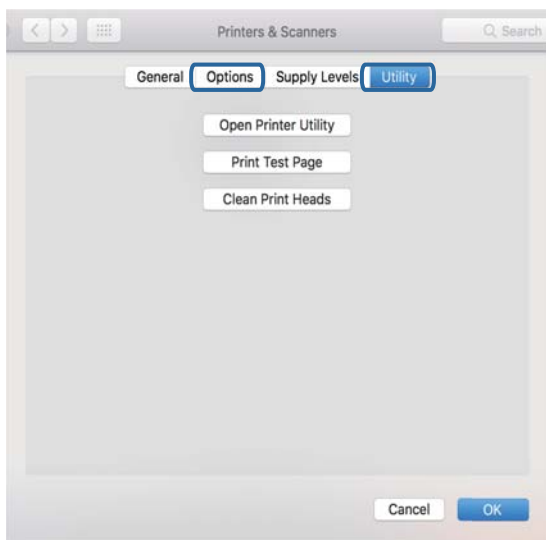 Printers & Scanners
Search
General Options Supply Levels Utility
Open Printer Utility
Print Test Page
Clean Print Heads
Cancel OK